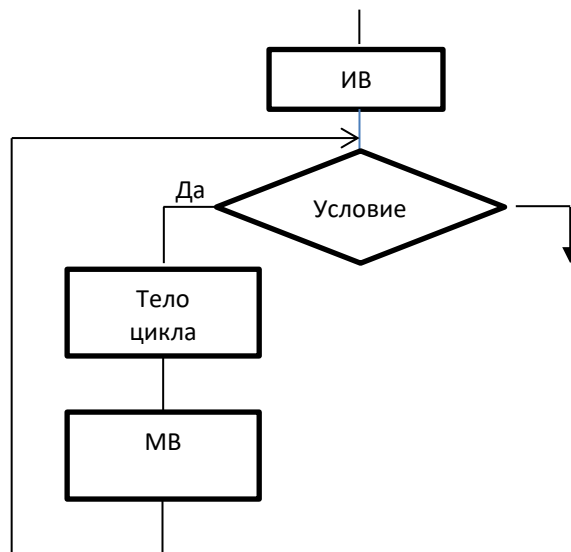 ИВ
Да
Условие
Тело
цикла
МВ